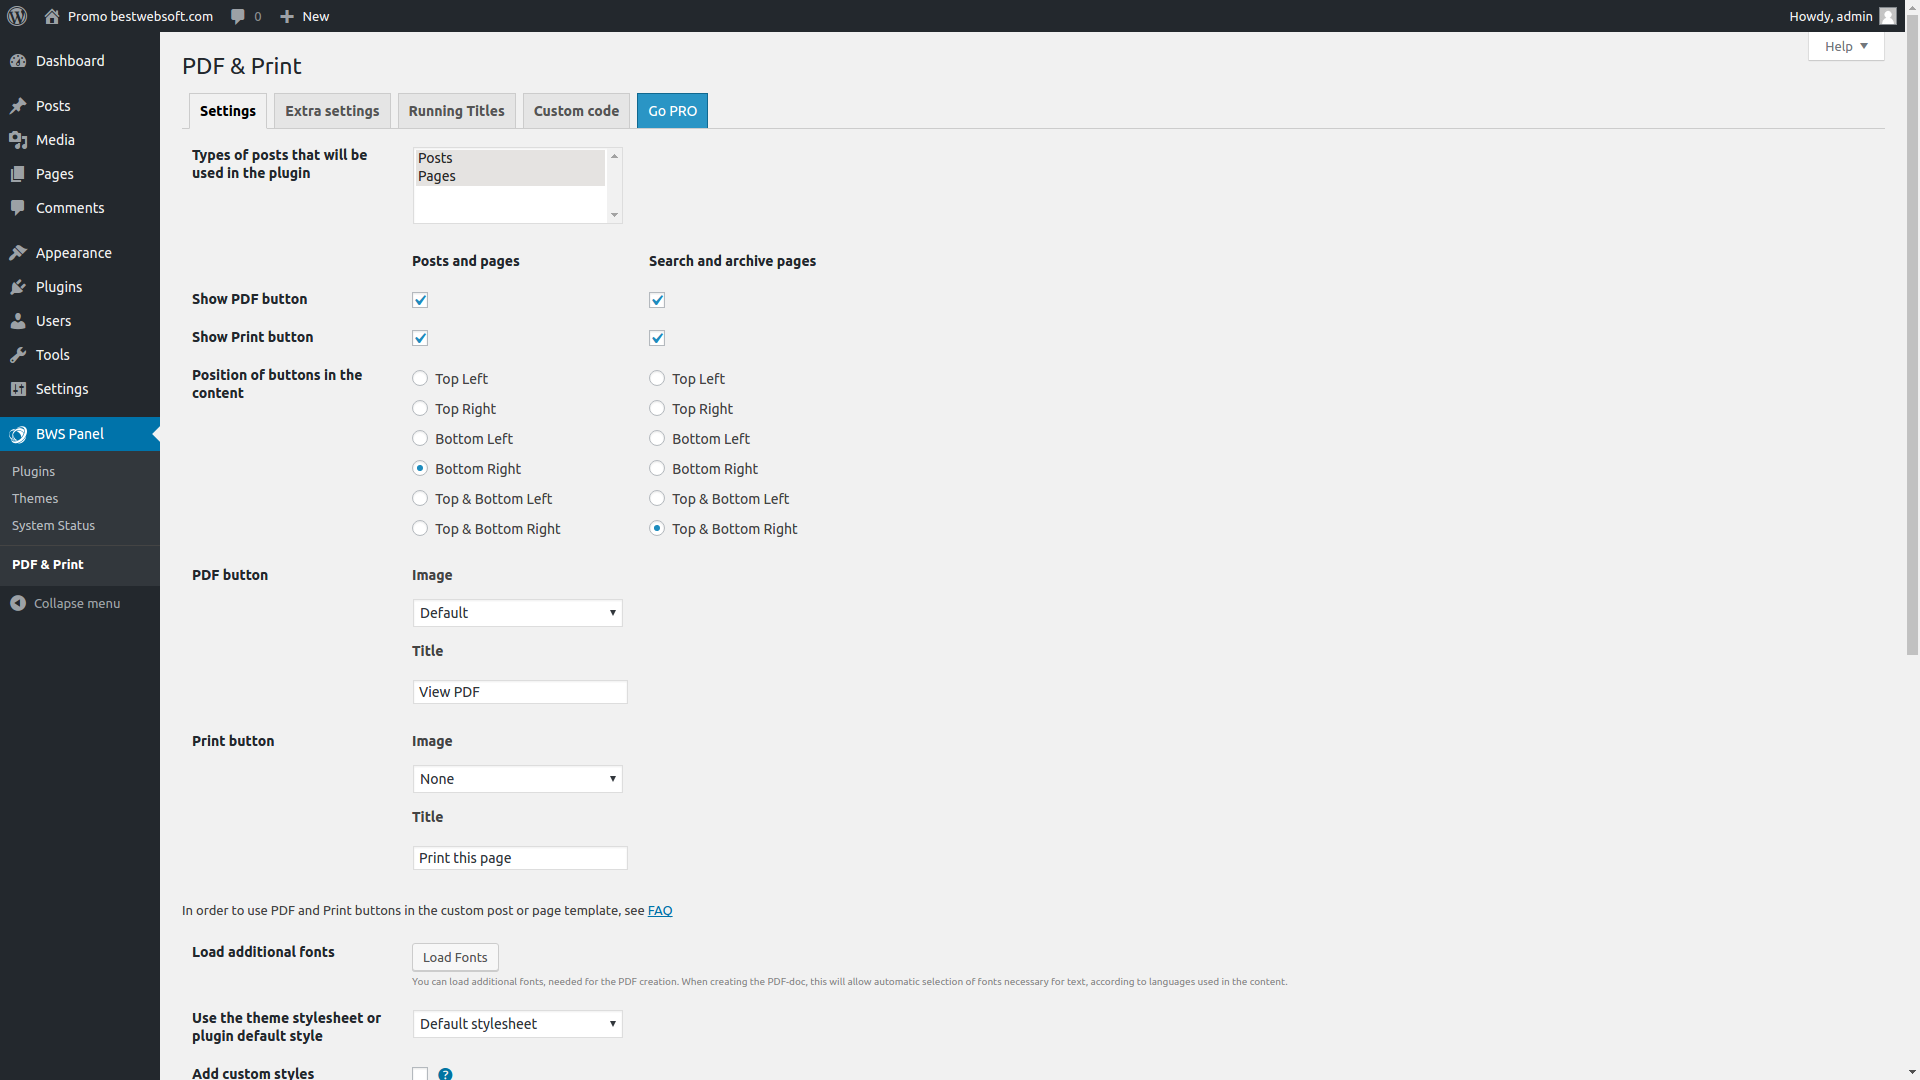 Promo bestwebsoft.com 0 New Howdy, admin
Help
Dashboard
Posts
Media
Pages
Comments
Appearance
Plugins
Users
Tools
Settings
BWS Panel
Plugins
Themes
System Status
PDF & Print
Collapse menu
PDF & Print
Settings Extra settings Running Titles Custom code Go PRO
Types of posts that will be
used in the plugin
Posts
Pages
Posts and pages Search and archive pages
Show PDF button
Show Print button
Position of buttons in the
content
Top Left Top Left
Top Right Top Right
Bottom Left Bottom Left
Bottom Right Bottom Right
Top & Bottom Left Top & Bottom Left
Top & Bottom Right Top & Bottom Right
PDF button Image
Default
Title
View PDF
Print button Image
None
Title
Print this page
In order to use PDF and Print buttons in the custom post or page template, see FAQ
Load additional fonts Load Fonts
You can load additional fonts, needed for the PDF creation. When creating the PDF-doc, this will allow automatic selection of fonts necessary for text, according to languages used in the content.
Use the theme stylesheet or
plugin default style
Default stylesheet
Add custom styles ?